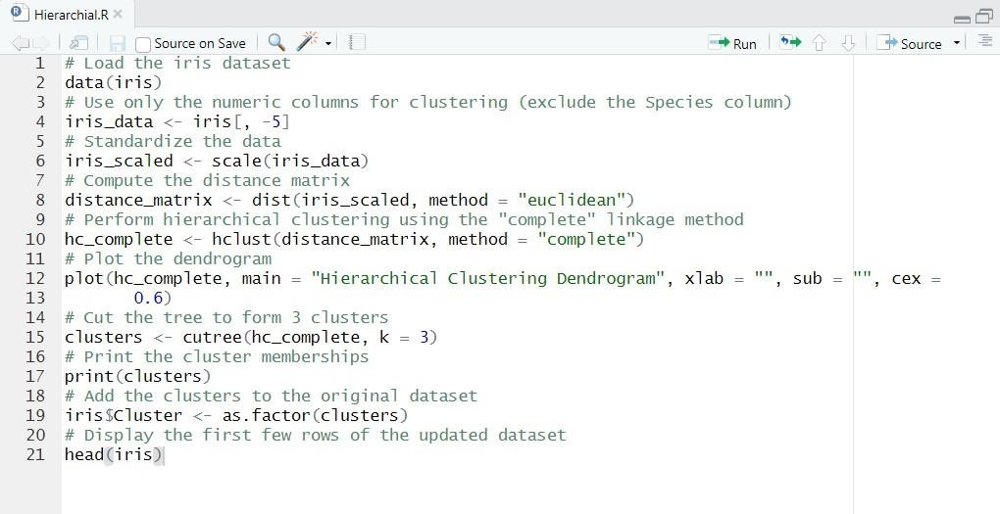 Hierarchial.R
Source on Save
Run
Source
1 # Load the iris dataset
2 data(iris)
3 # Use only the numeric columns for clustering (exclude the Species column)
4 iris_data <- iris[, -5]
5 # Standardize the data
6 iris_scaled <- scale(iris_data)
7 # Compute the distance matrix
8 distance_matrix <- dist(iris_scaled, method = "euclidean")
9 # Perform hierarchical clustering using the "complete" linkage method
10 hc_complete <- hclust(distance_matrix, method = "complete")
11 # Plot the dendrogram
12 plot(hc_complete, main = "Hierarchical Clustering Dendrogram", xlab = "", sub = "", cex =
13 0.6)
14 # Cut the tree to form 3 clusters
15 clusters <- cutree(hc_complete, k = 3)
16 # Print the cluster memberships
17 print(clusters)
18 # Add the clusters to the original dataset
19 iris$Cluster <- as.factor(clusters)
20 # Display the first few rows of the updated dataset
21 head(iris)